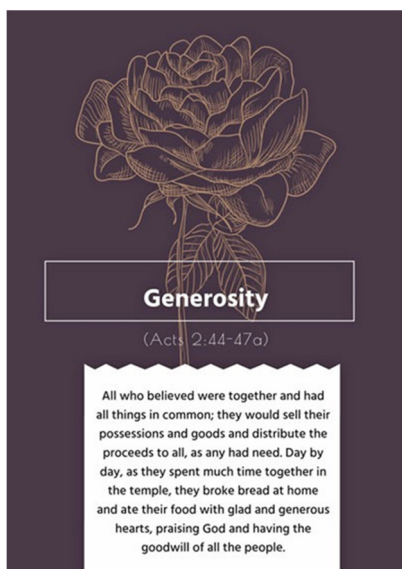 Generosity
(Acts 2:44-47a)
All who believed were together and had
all things in common; they would sell their
possessions and goods and distribute the
proceeds to all, as any had need. Day by
day, as they spent much time together in
the temple, they broke bread at home
and ate their food with glad and generous
hearts, praising God and having the
goodwill of all the people.